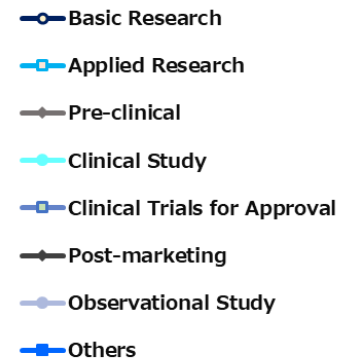 Basic Research
Applied Research
Pre-clinical
Clinical Study
Clinical Trials for Approval
Post-marketing
Observational Study
Others